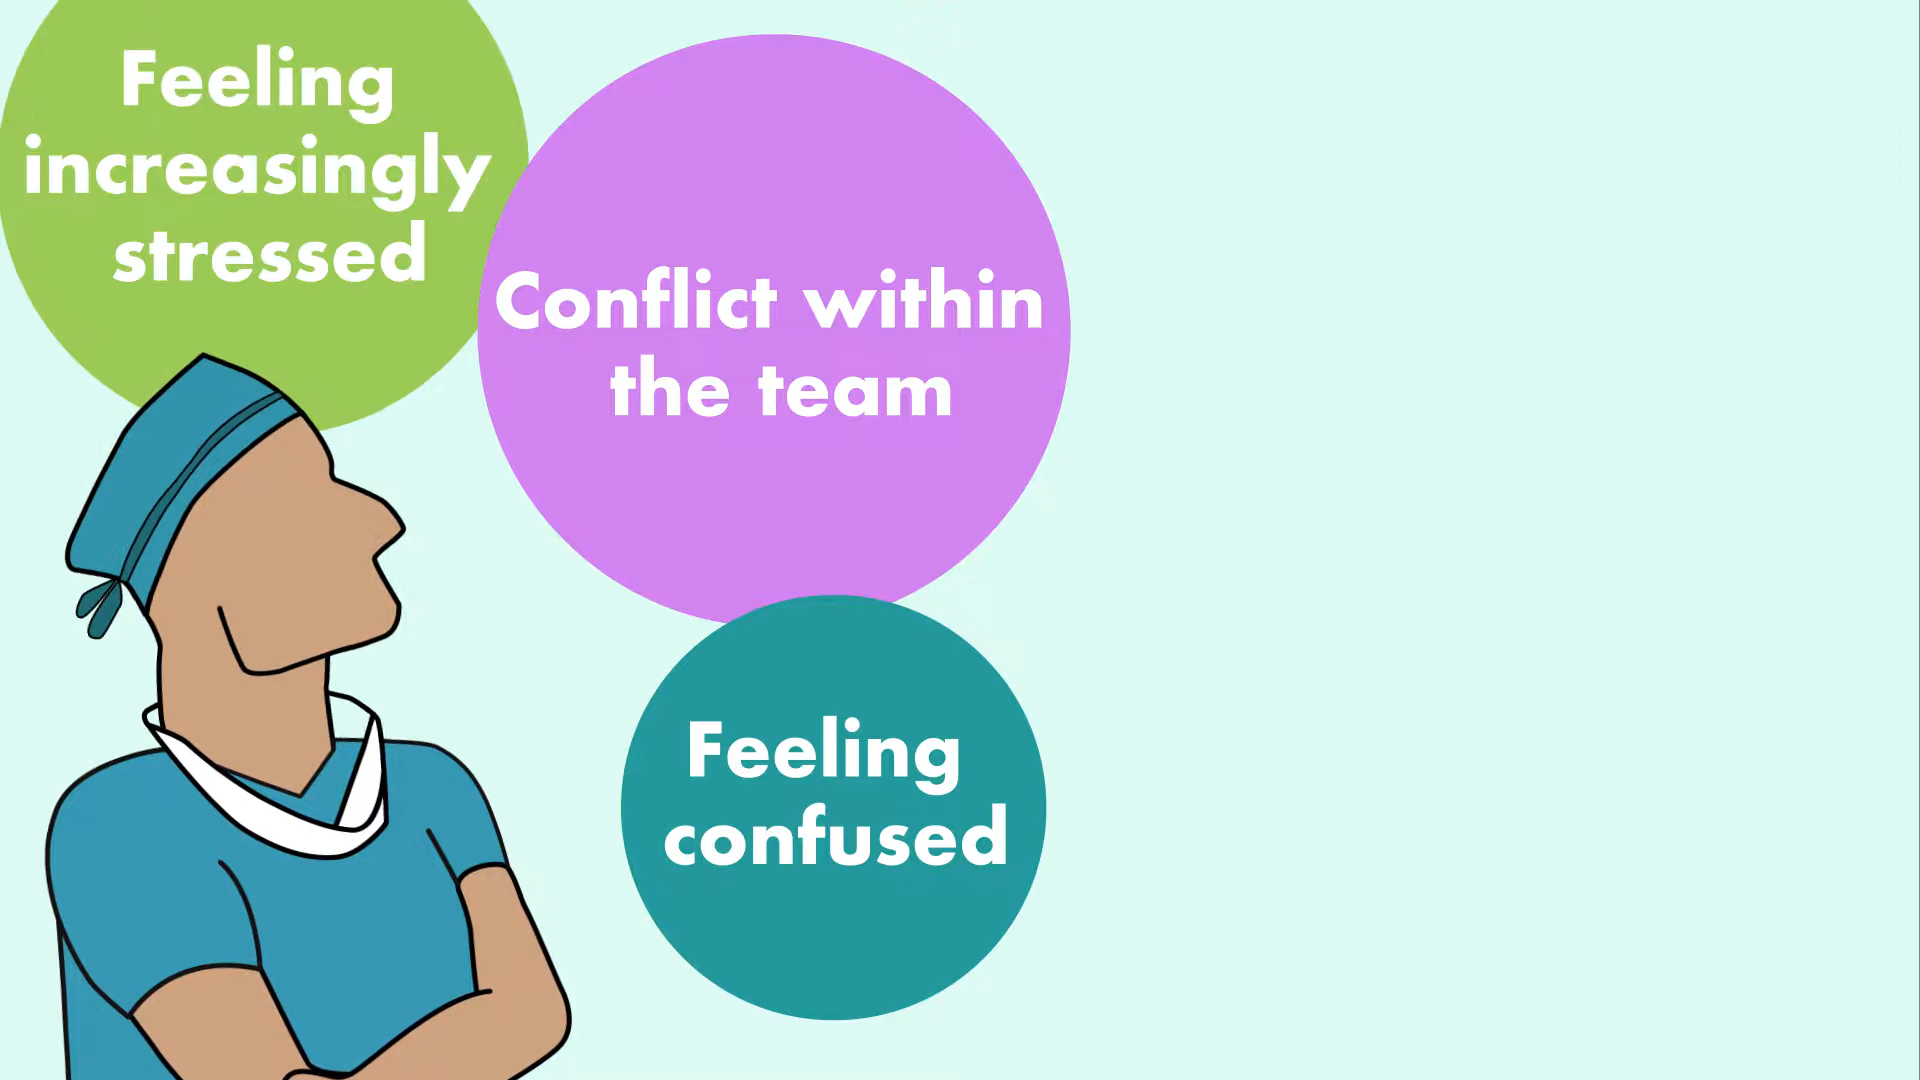 Feeling
increasingly
stressed
Conflict within
the team
Feeling
confused